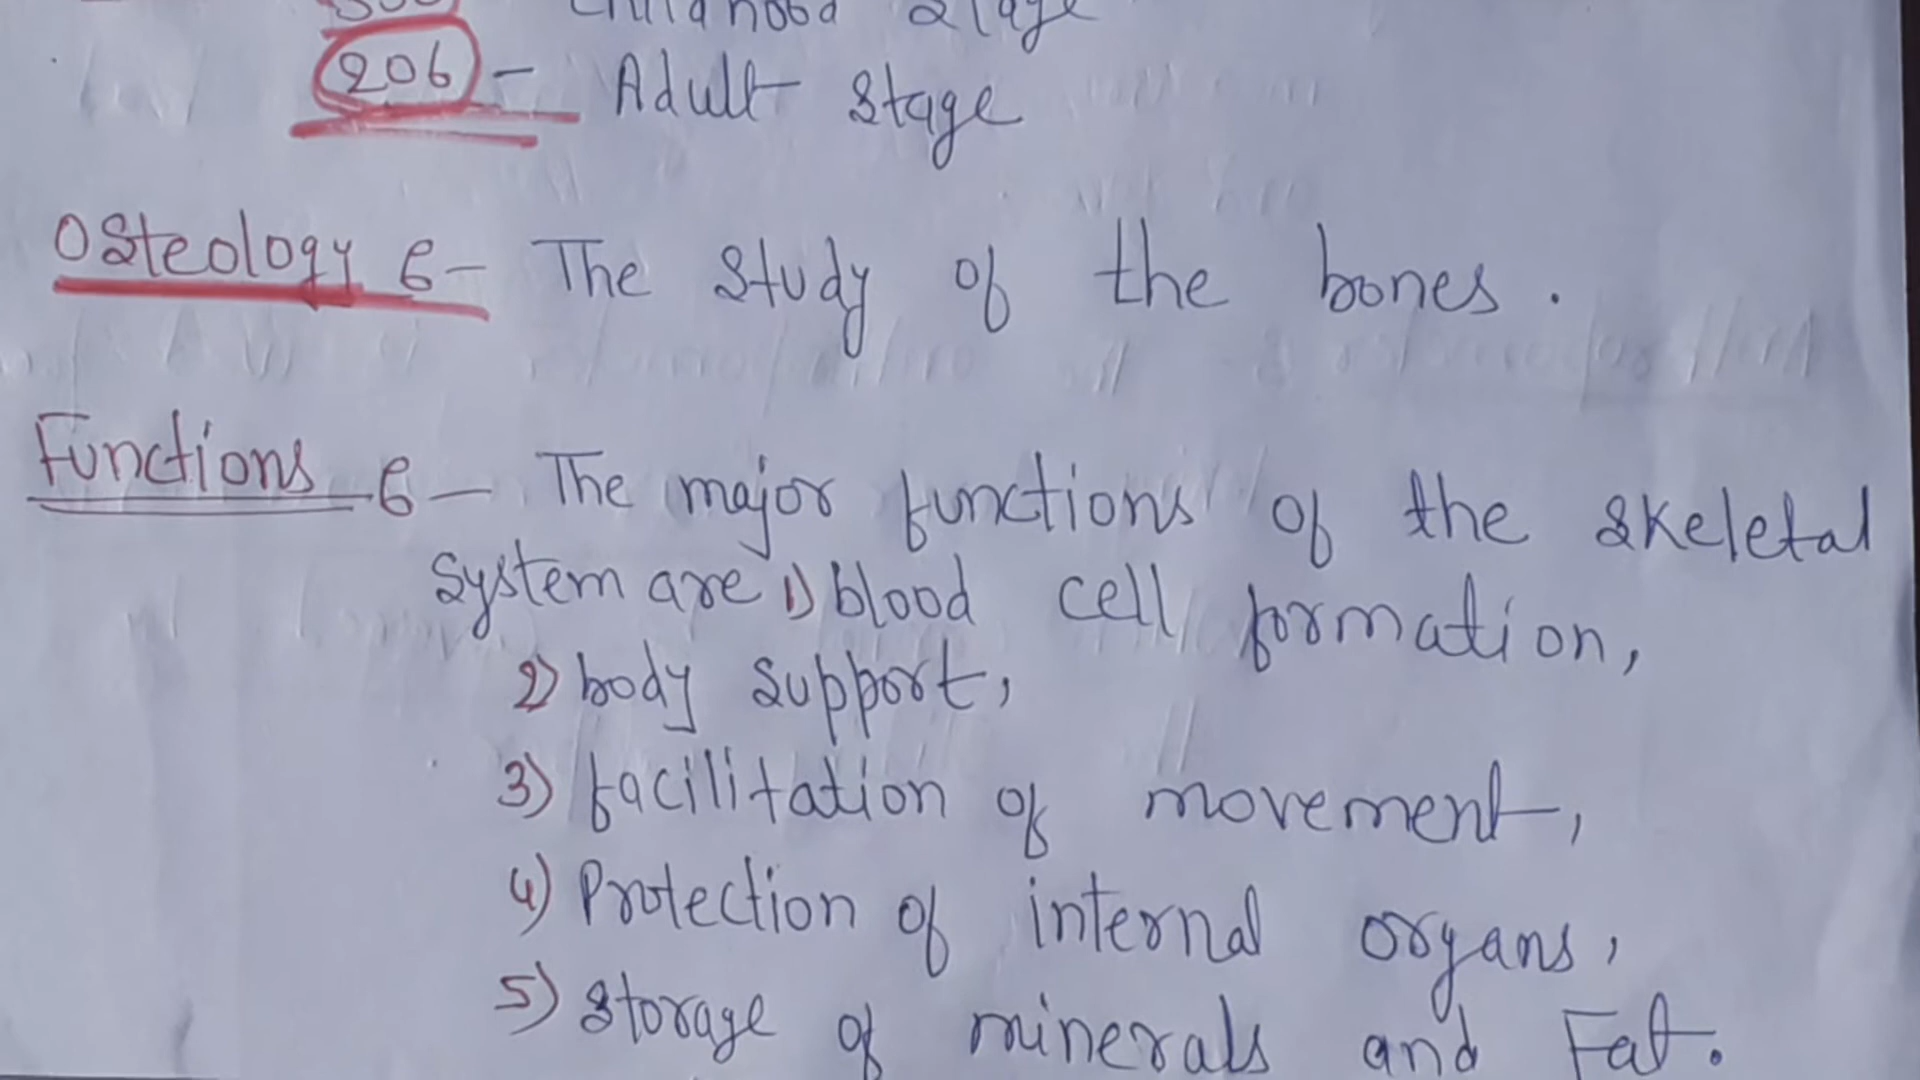 Childhood Stage
206 - Adult Stage
Osteology :- The Study of the bones.
Functions :- The major functions of the skeletal
System are 1) blood cell formation,
2) body support,
3) facilitation of movement,
4) Protection of internal organs,
5) Storage of minerals and Fat.